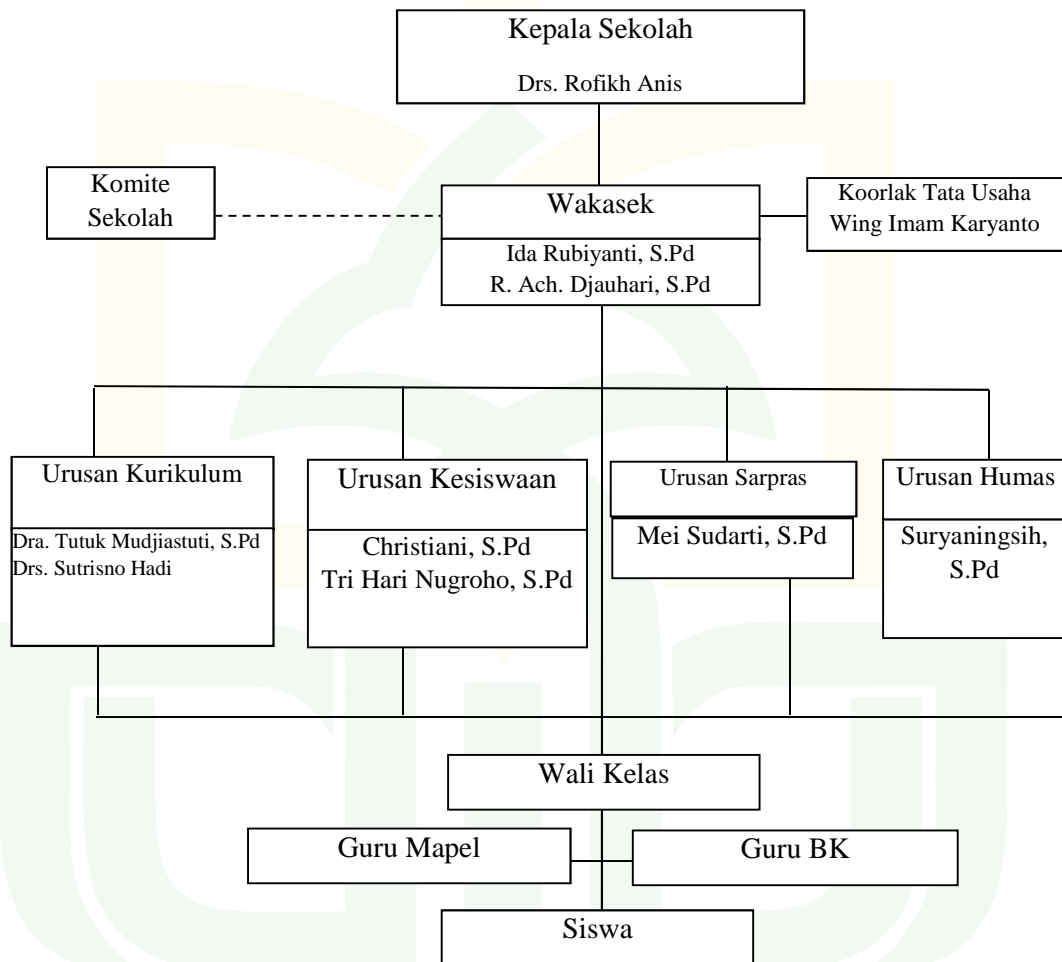 Kepala Sekolah
Drs. Rofikh Anis
Komite
Sekolah
Wakasek
Ida Rubiyanti, S.Pd
R. Ach. Djauhari, S.Pd
Koorlak Tata Usaha
Wing Imam Karyanto
Urusan Kurikulum
Dra. Tutuk Mudjiastuti, S.Pd
Drs. Sutrisno Hadi
Urusan Kesiswaan
Christiani, S.Pd
Tri Hari Nugroho, S.Pd
Urusan Sarpras
Mei Sudarti, S.Pd
Urusan Humas
Suryaningsih,
S.Pd
Wali Kelas
Guru Mapel
Guru BK
Siswa